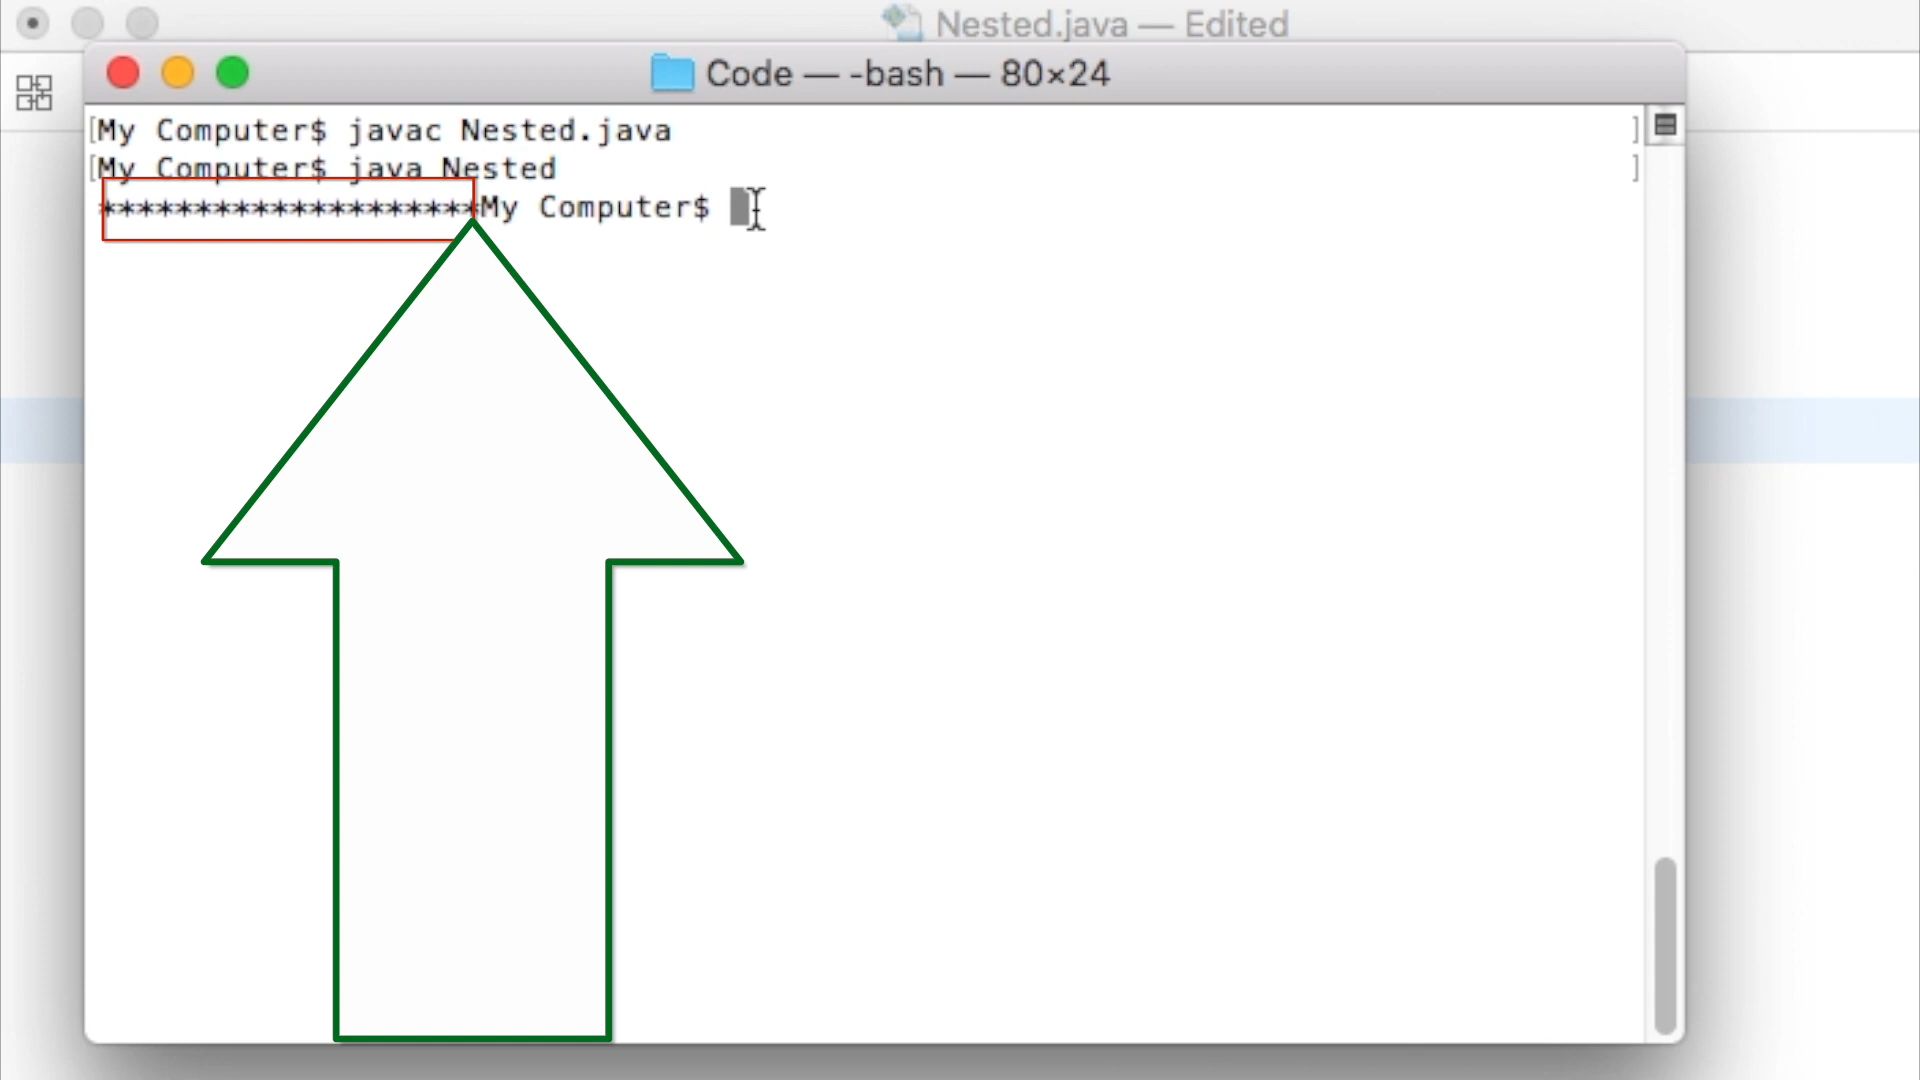 Nested.java — Edited
Code — -bash — 80×24
[My Computer$ javac Nested.java ]
[My Computer$ java Nested ]
********************My Computer$